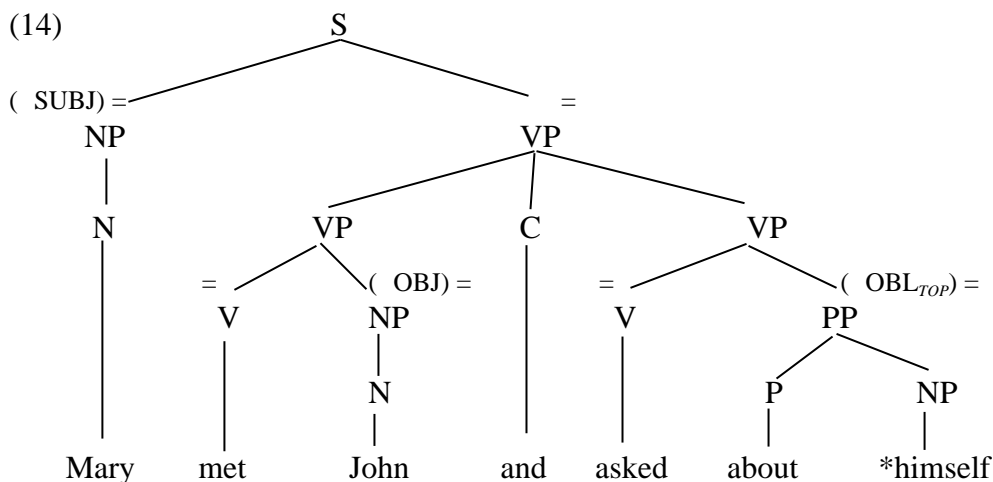 (14)
S
( SUBJ) = =
NP VP
N VP C VP
= ( OBJ) = = ( OBL_TOP) =
V NP V PP
N P NP
Mary met John and asked about *himself